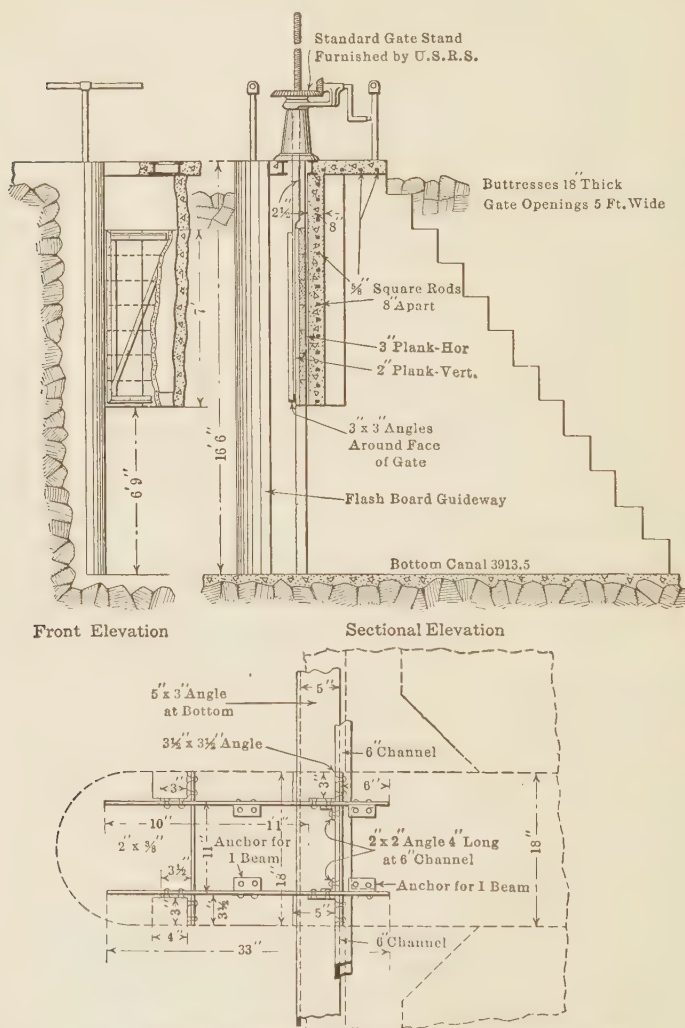 Standard Gate Stand
Furnished by U.S.R.S.
Buttresses 18" Thick
Gate Openings 5 Ft. Wide
2½"
8"
7'
⅝" Square Rods
8" Apart
3" Plank-Hor
2" Plank-Vert.
3" x 3" Angles
Around Face
of Gate
16'6"
6'9"
Flash Board Guideway
Bottom Canal 3913.5
Front Elevation
Sectional Elevation
5" x 3" Angle
at Bottom
5"
3½" x 3½" Angle
6" Channel
3"
3"
6"
10"
11"
2" x ⅜"
11"
Anchor for
I Beam
18"
2" x 2" Angle 4" Long
at 6" Channel
18"
3½"
Anchor for I Beam
3"
3½
5"
4"
6" Channel
33"